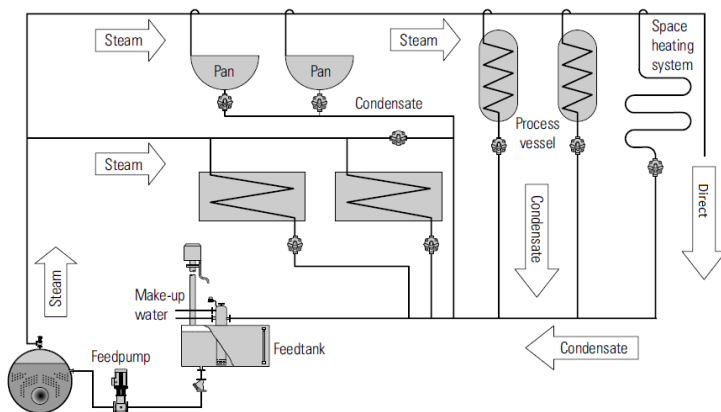 Steam
Pan
Pan
Steam
Space
heating
system
Condensate
Process
vessel
Steam
Condensate
Direct
Steam
Make-up
water
Feedtank
Feedpump
Condensate